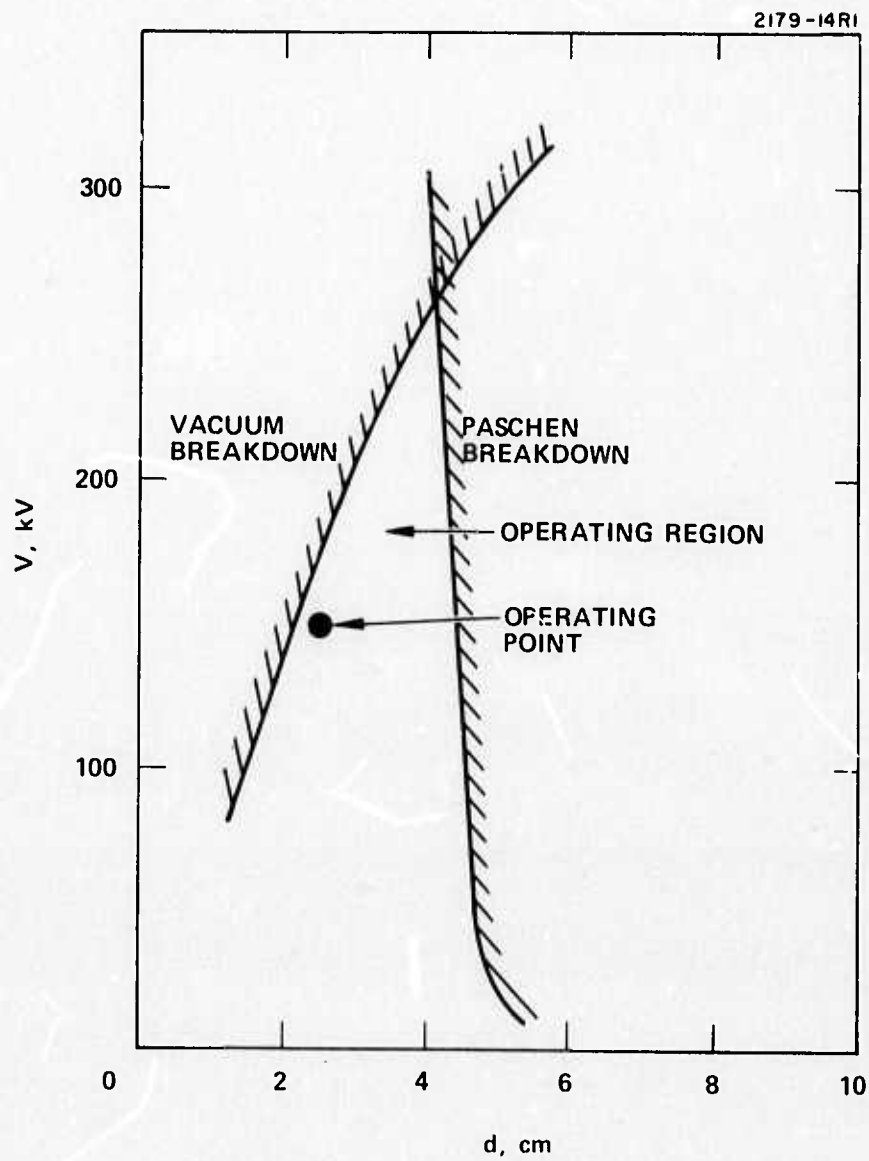 2179-14R1
300
200
100
0
2
4
6
8
10
V, kV
d, cm
VACUUM
BREAKDOWN
PASCHEN
BREAKDOWN
OPERATING REGION
OPERATING
POINT